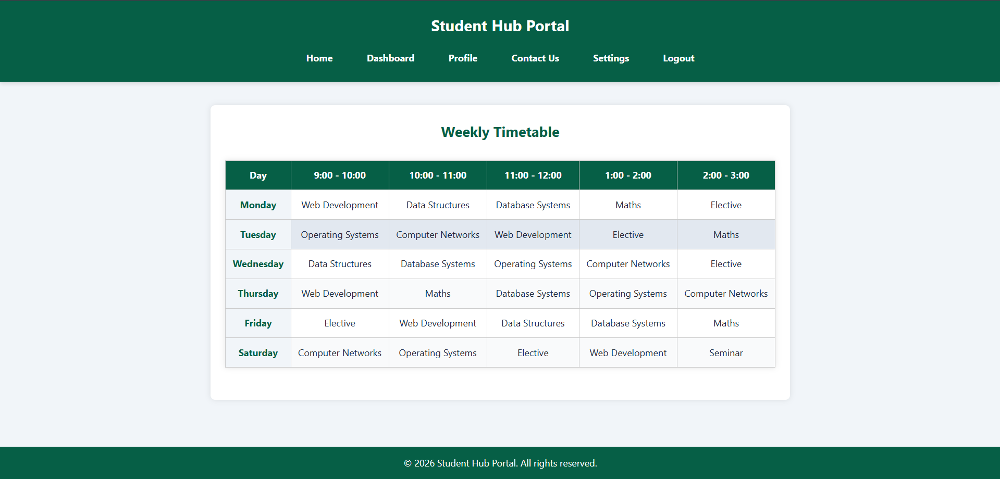 Student Hub Portal
Home Dashboard Profile Contact Us Settings Logout
Weekly Timetable
Day 9:00 - 10:00 10:00 - 11:00 11:00 - 12:00 1:00 - 2:00 2:00 - 3:00
Monday Web Development Data Structures Database Systems Maths Elective
Tuesday Operating Systems Computer Networks Web Development Elective Maths
Wednesday Data Structures Database Systems Operating Systems Computer Networks Elective
Thursday Web Development Maths Database Systems Operating Systems Computer Networks
Friday Elective Web Development Data Structures Database Systems Maths
Saturday Computer Networks Operating Systems Elective Web Development Seminar
© 2026 Student Hub Portal. All rights reserved.